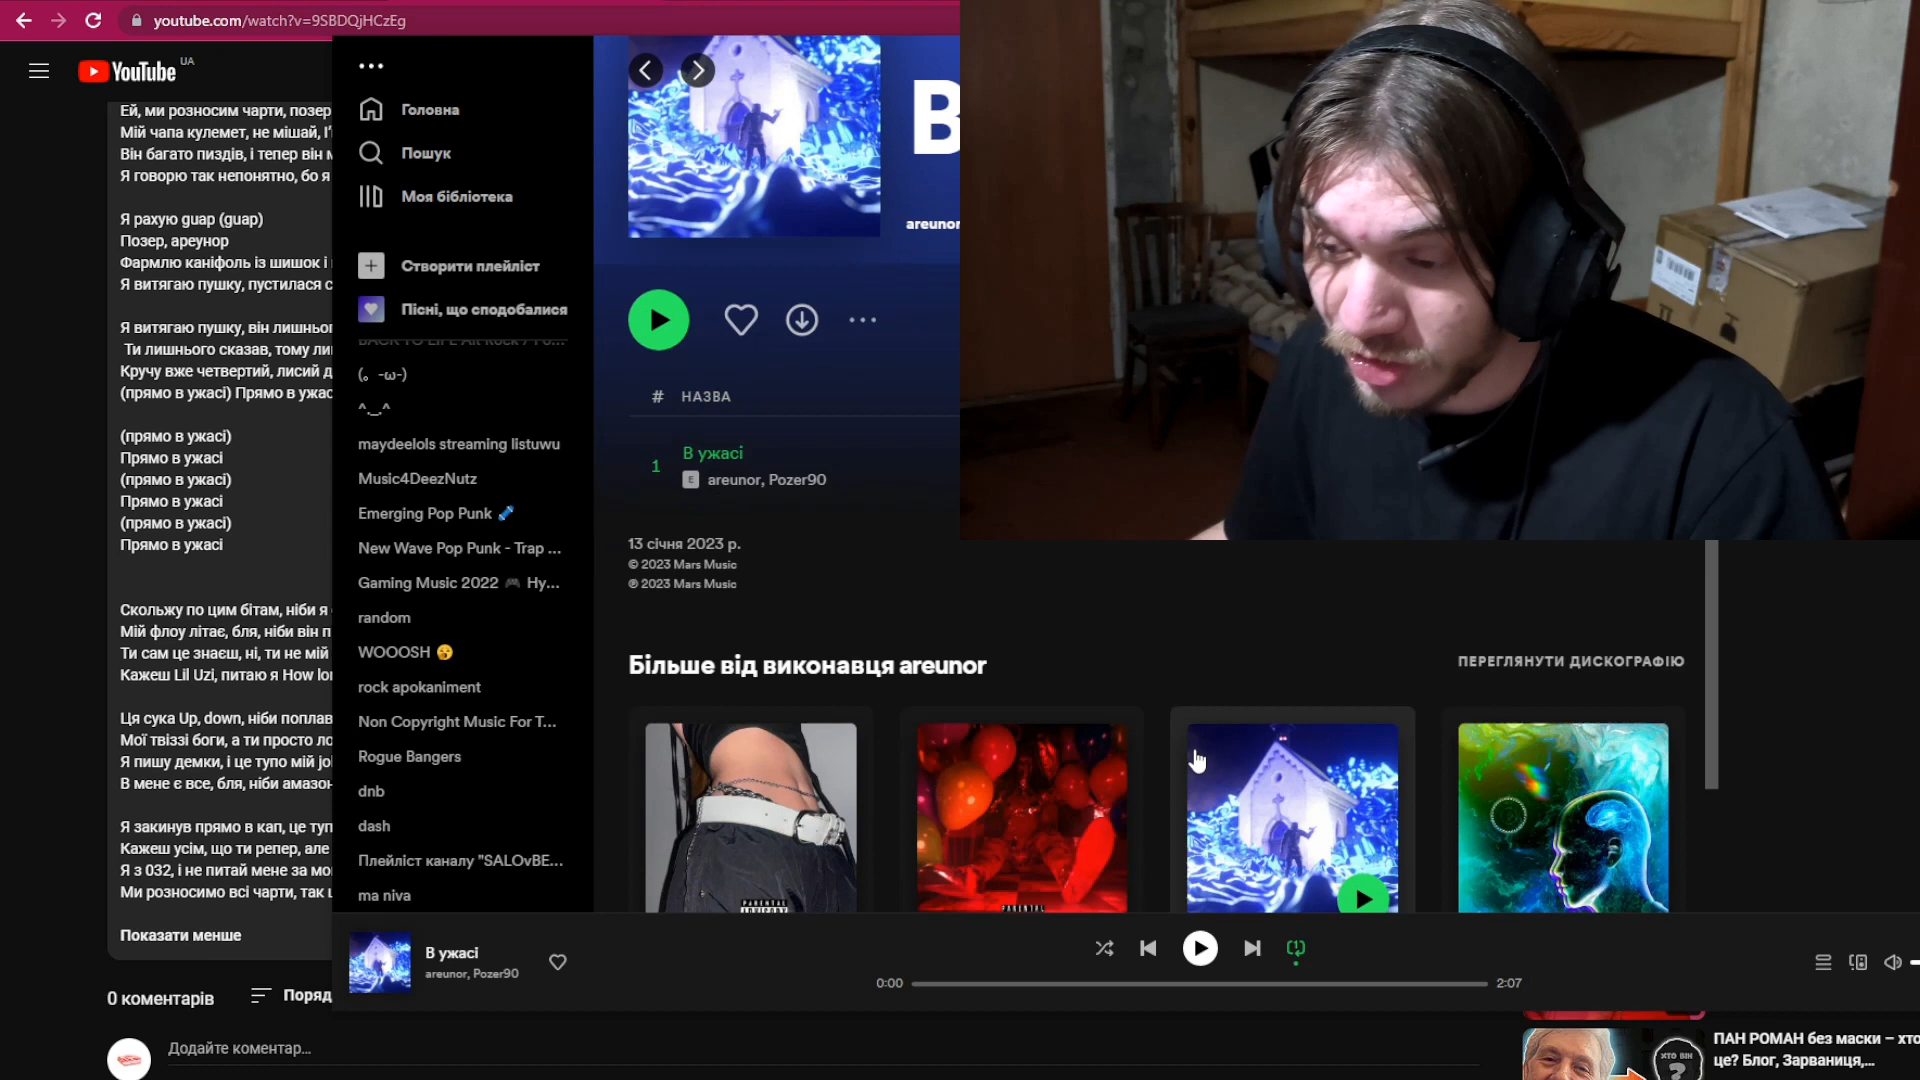 youtube.com/watch?v=9SBDQjHCzEg
YouTube UA
Ей, ми розносим чарти, позер
Мій чапа кулемет, не мішай, I'
Він багато пиздів, і тепер він
Я говорю так непонятно, бо я
Я рахую guap (guap)
Позер, ареунор
Фармлю каніфоль із шишок і
Я витягаю пушку, пустилася с
Я витягаю пушку, він лишньог
Ти лишнього сказав, тому ли
Кручу вже четвертий, лисий д
(прямо в ужасі) Прямо в ужас
(прямо в ужасі)
Прямо в ужасі
(прямо в ужасі)
Прямо в ужасі
(прямо в ужасі)
Прямо в ужасі
Скольжу по цим бітам, ніби я
Мій флоу літає, бля, ніби він п
Ти сам це знаєш, ні, ти не мій
Кажеш Lil Uzi, питаю я How lo
Ця сука Up, down, ніби поплав
Мої твіззі боги, а ти просто ло
Я пишу демки, і це тупо мій jo
В мене є все, бля, ніби амазон
Я закинув прямо в кап, це туп
Кажеш усім, що ти репер, але
Я з 032, і не питай мене за мо
Ми розносимо всі чарти, так
Показати менше
0 коментарів
Поряд
Додайте коментар...
Головна
Пошук
Моя бібліотека
Створити плейліст
Пісні, що сподобалися
(。-ω-)
^._.^
maydeelols streaming listuwu
Music4DeezNutz
Emerging Pop Punk
New Wave Pop Punk - Trap ...
Gaming Music 2022 🎮 Hy...
random
WOOOSH 😪
rock apokaniment
Non Copyright Music For T...
Rogue Bangers
dnb
dash
Плейліст каналу "SALOvBE...
ma niva
В
areunor
# НАЗВА
1 В ужасі
E areunor, Pozer90
13 січня 2023 р.
© 2023 Mars Music
℗ 2023 Mars Music
Більше від виконавця areunor
ПЕРЕГЛЯНУТИ ДИСКОГРАФІЮ
PARENTAL
PARENTAL
В ужасі
areunor, Pozer90
0:00
2:07
ХТО ВІН
?
ПАН РОМАН без маски – хто
це? Блог, Зарваниця,...